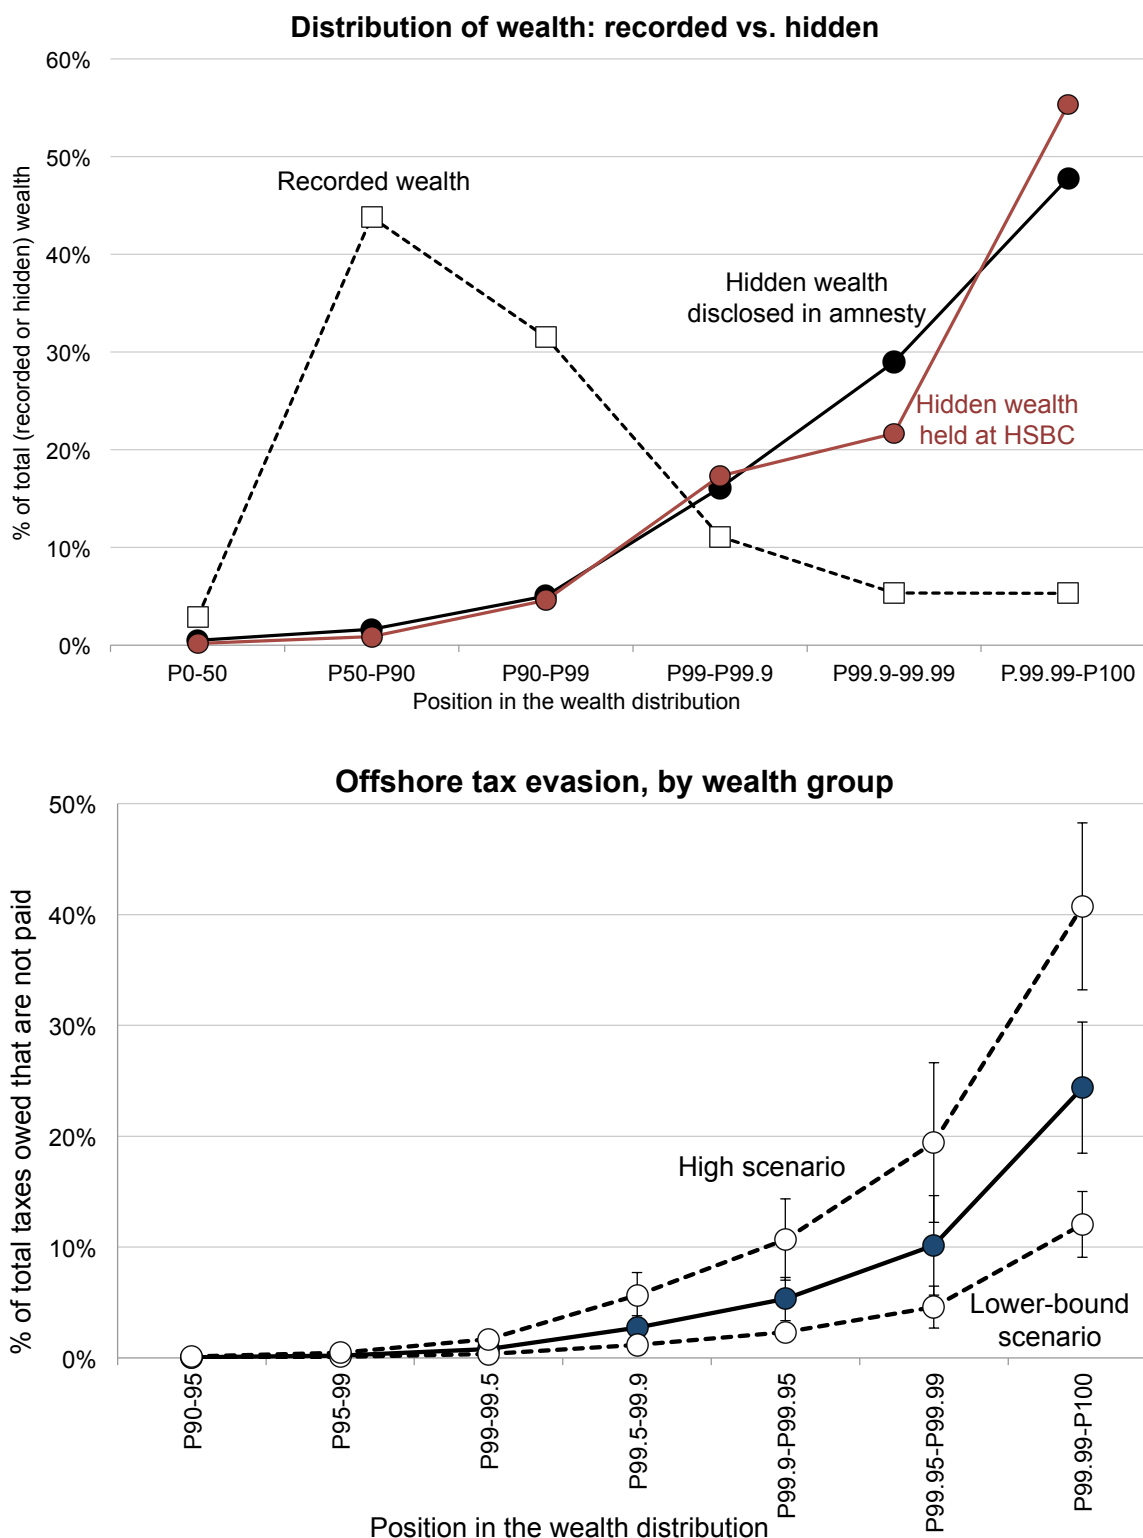 Distribution of wealth: recorded vs. hidden
% of total (recorded or hidden) wealth
60%
50%
40%
30%
20%
10%
0%
Recorded wealth
Hidden wealth
disclosed in amnesty
Hidden wealth
held at HSBC
P0-50
P50-P90
P90-P99
P99-P99.9
P99.9-99.99
P.99.99-P100
Position in the wealth distribution
Offshore tax evasion, by wealth group
% of total taxes owed that are not paid
50%
40%
30%
20%
10%
0%
High scenario
Lower-bound
scenario
P90-95
P95-99
P99-99.5
P99.5-99.9
P99.9-P99.95
P99.95-P99.99
P99.99-P100
Position in the wealth distribution